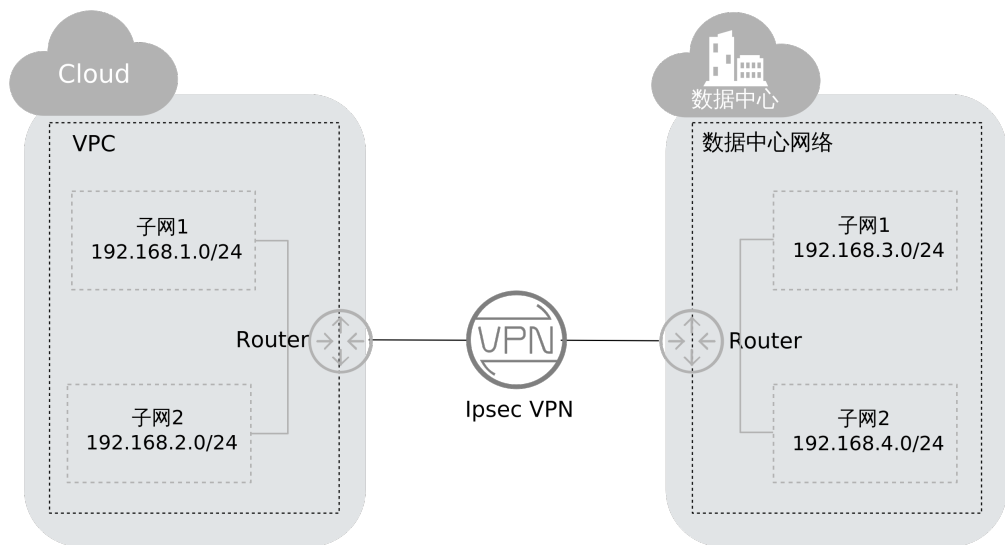 Cloud
VPC
子网1
192.168.1.0/24
Router
子网2
192.168.2.0/24
VPN
Ipsec VPN
数据中心
数据中心网络
子网1
192.168.3.0/24
Router
子网2
192.168.4.0/24